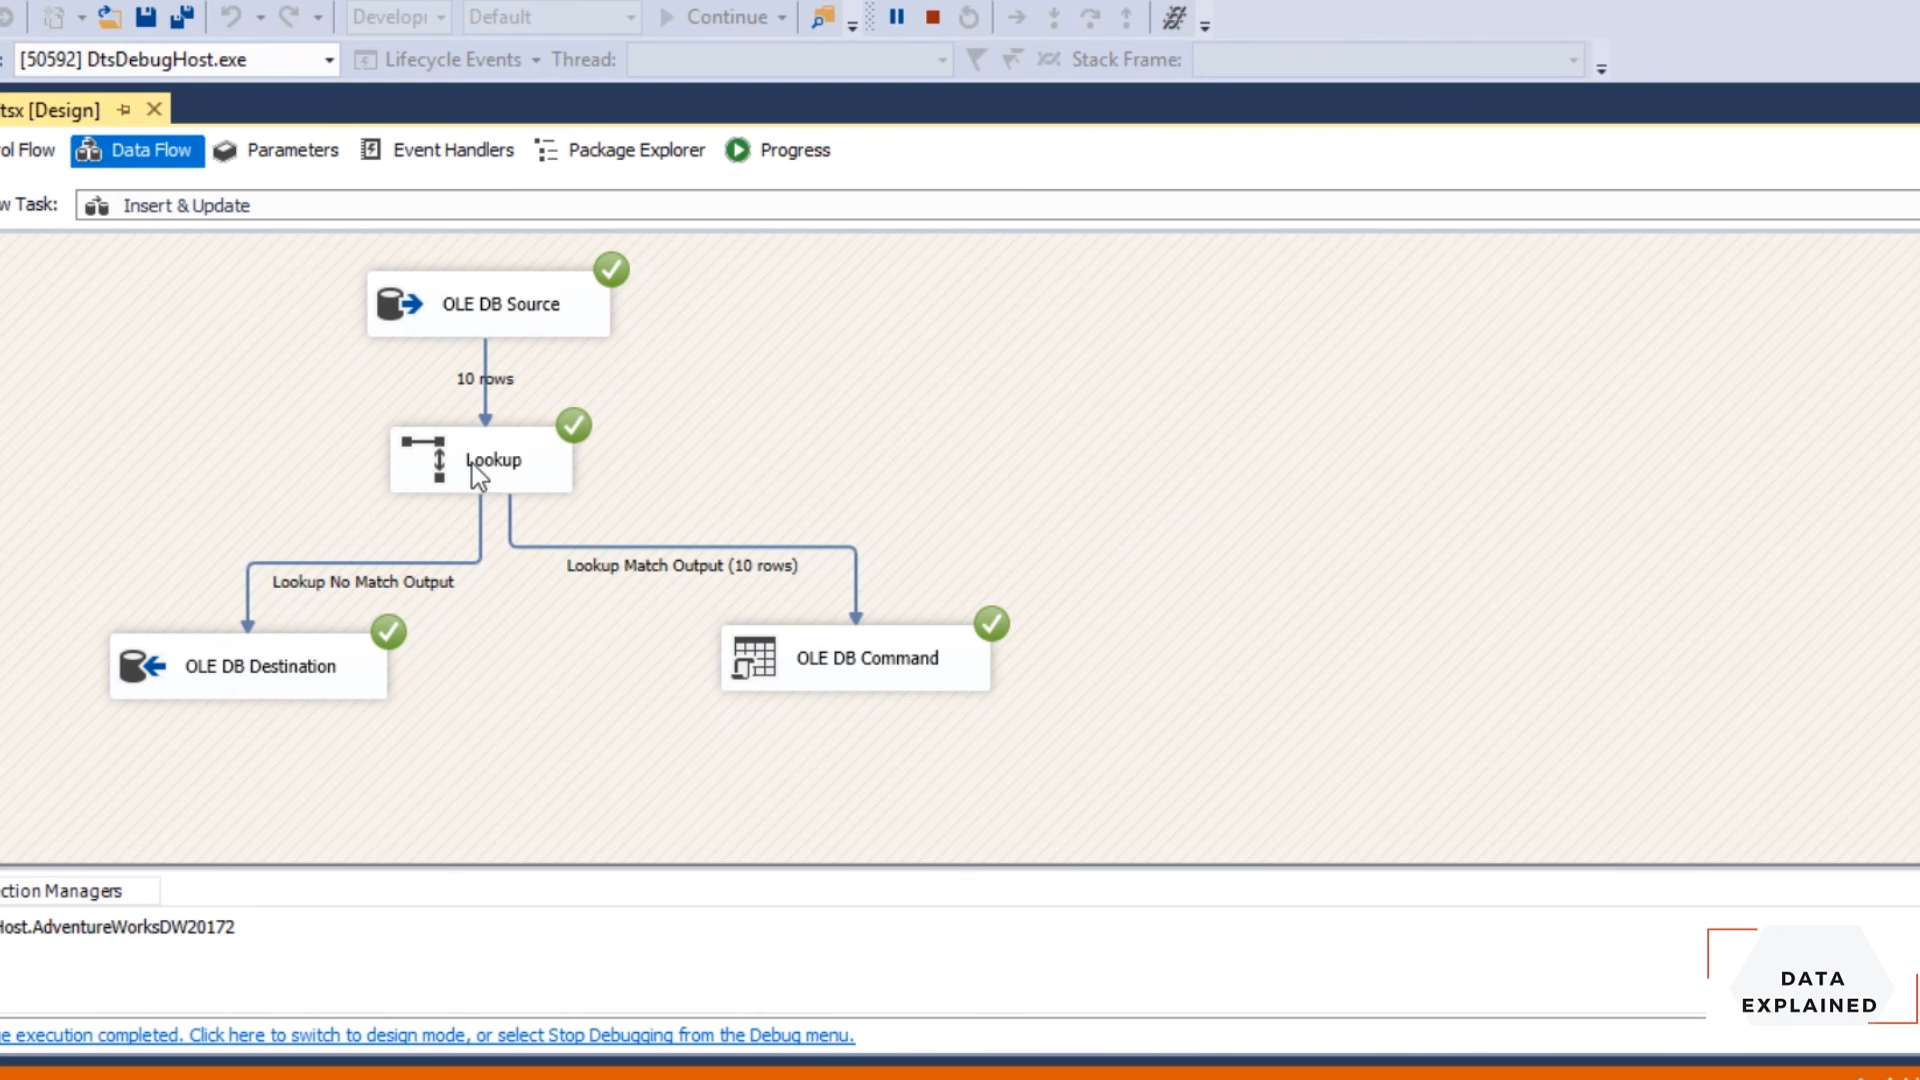 Developi
Default
Continue
[50592] DtsDebugHost.exe
Lifecycle Events
Thread:
Stack Frame:
tsx [Design]
ol Flow
Data Flow
Parameters
Event Handlers
Package Explorer
Progress
w Task:
Insert & Update
OLE DB Source
10 rows
Lookup
Lookup No Match Output
Lookup Match Output (10 rows)
OLE DB Destination
OLE DB Command
ction Managers
Host.AdventureWorksDW20172
e execution completed. Click here to switch to design mode, or select Stop Debugging from the Debug menu.
DATA
EXPLAINED